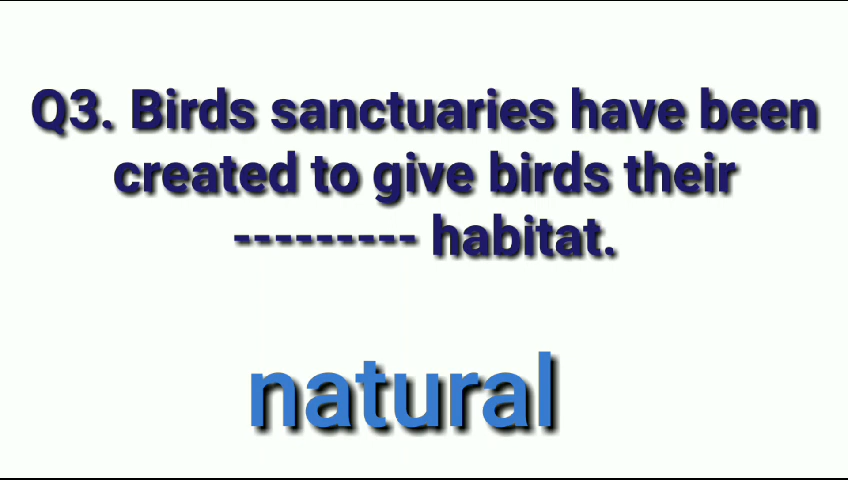 Q3. Birds sanctuaries have been
created to give birds their
--------- habitat.
natural